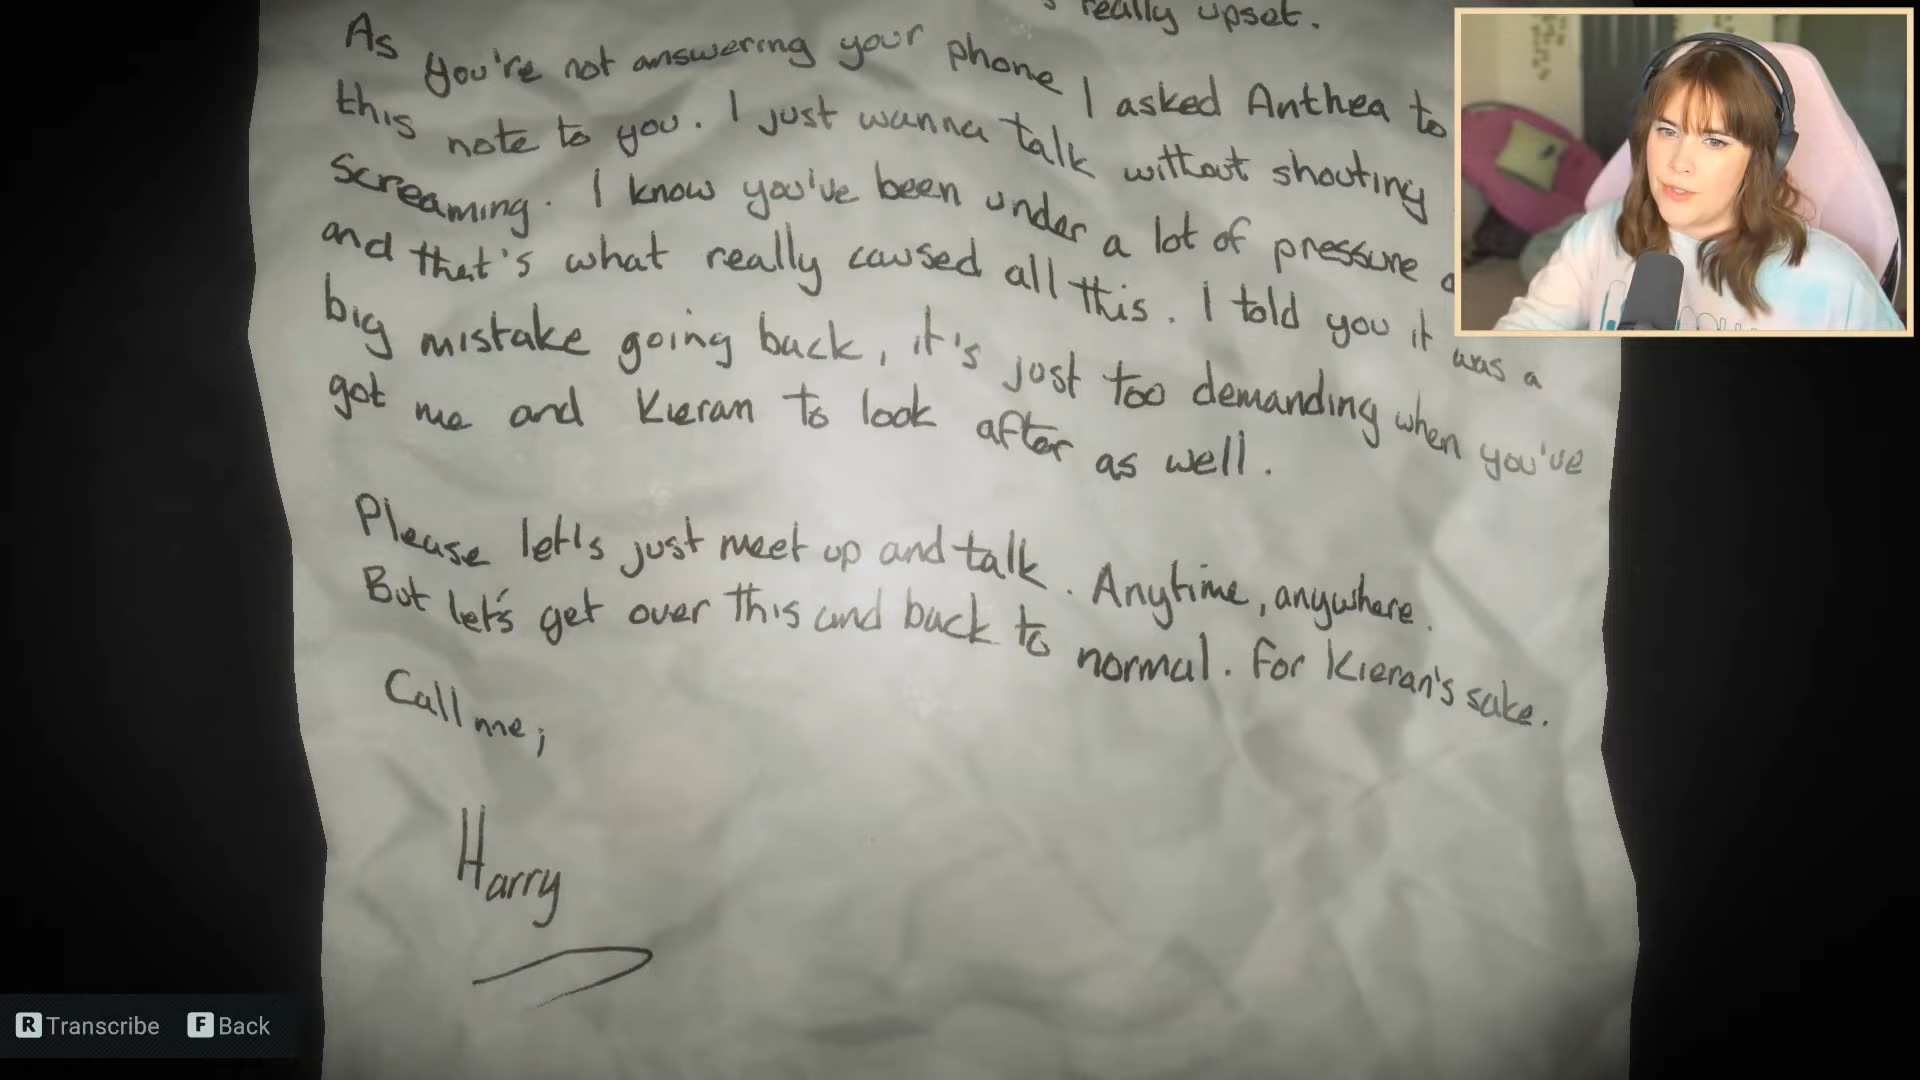 really upset.
As you're not answering your phone I asked Anthea to
this note to you. I just wanna talk without shouting
screaming. I know you've been under a lot of pressure
and that's what really caused all this. I told you it was a
big mistake going back, it's just too demanding when you've
got me and Kieran to look after as well.
Please let's just meet up and talk. Anytime, anywhere.
But let's get over this and back to normal. For Kieran's sake.
Call me;
Harry
R Transcribe F Back